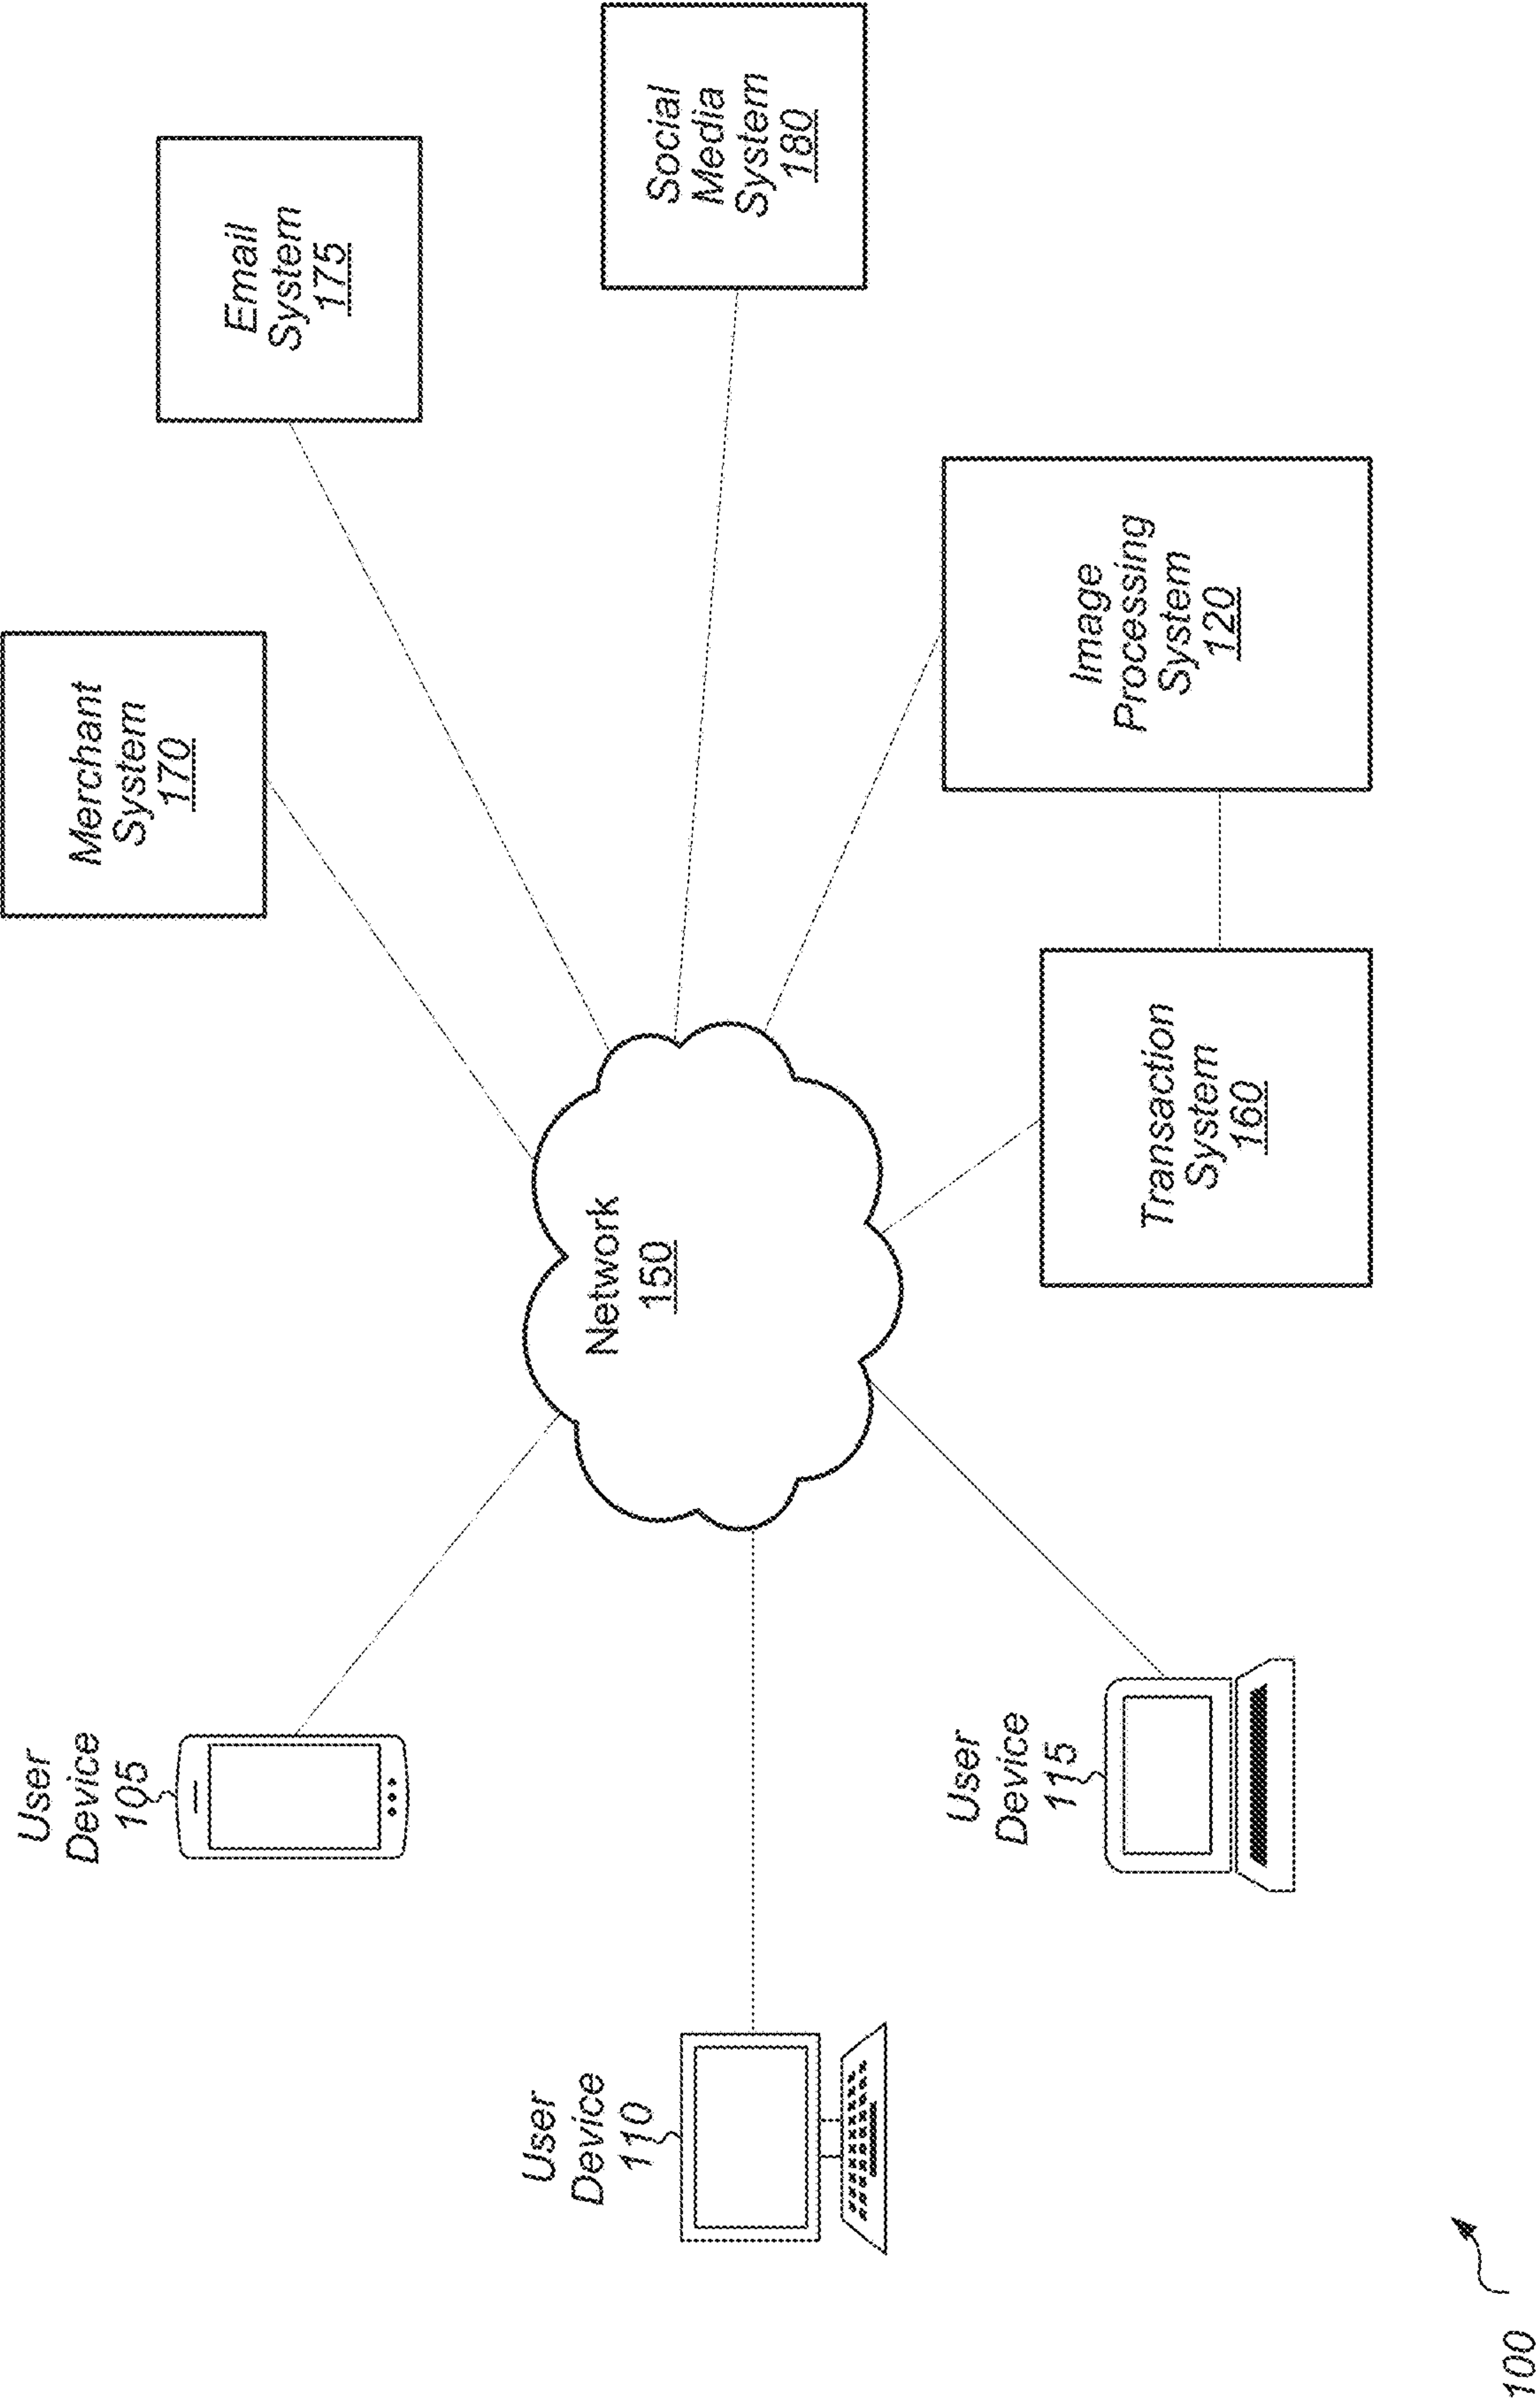 User
Device
105
User
Device
110
User
Device
115
Network
150
Merchant
System
170
Email
System
175
Social
Media
System
180
Image
Processing
System
120
Transaction
System
160
100